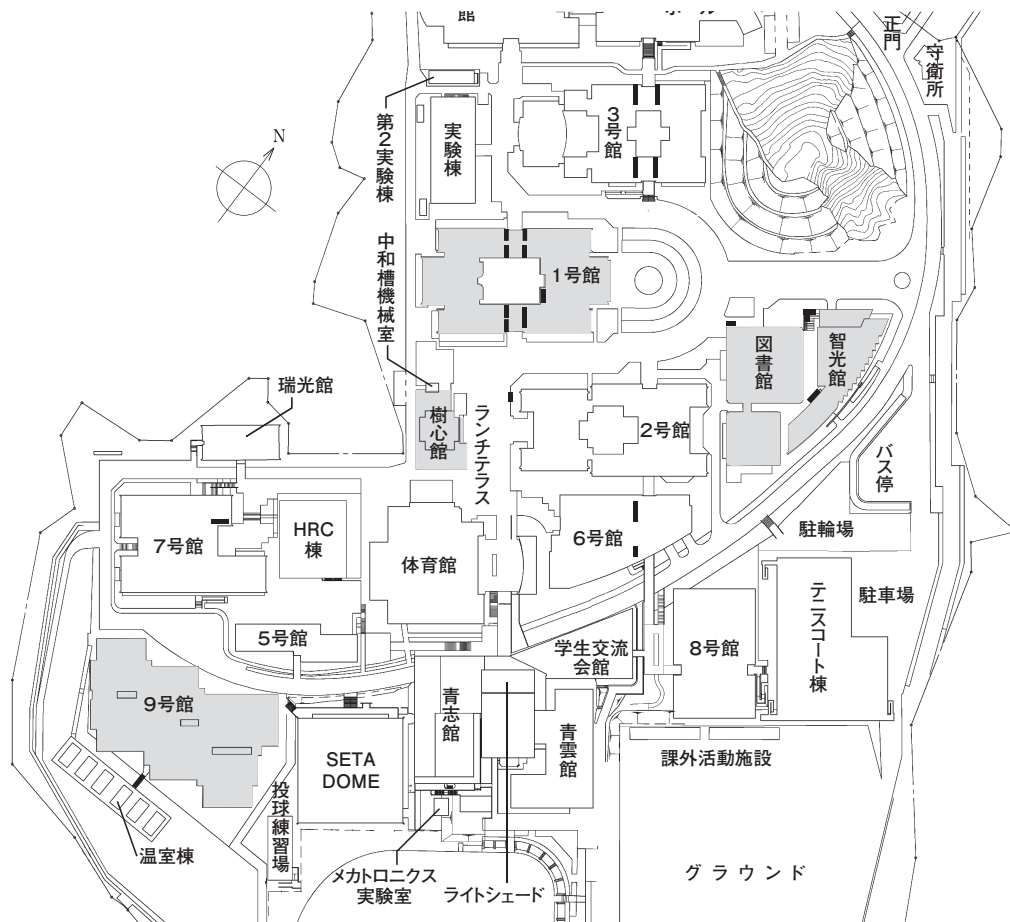 館
ホール
正門
守衛所
第2実験棟
実験棟
3号館
N
中和槽機械室
1号館
図書館
智光館
瑞光館
樹心館
ランチテラス
2号館
バス停
7号館
HRC
棟
体育館
6号館
駐輪場
テニスコート棟
駐車場
5号館
学生交流
会館
8号館
9号館
青志館
青雲館
課外活動施設
SETA
DOME
投球練習場
温室棟
メカトロニクス
実験室
ライトシェード
グラウンド